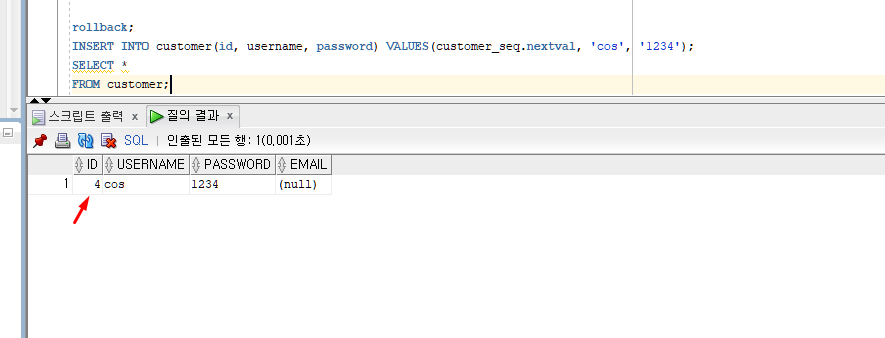 rollback;
INSERT INTO customer(id, username, password) VALUES(customer_seq.nextval, 'cos', '1234');
SELECT *
FROM customer;
스크립트 출력 x 질의 결과 x
SQL | 인출된 모든 행: 1(0,001초)
ID USERNAME PASSWORD EMAIL
1 4 cos 1234 (null)